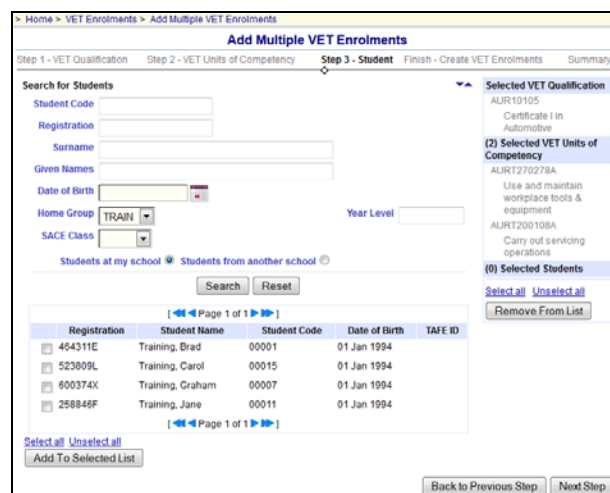 > Home > VET Enrolments > Add Multiple VET Enrolments
Add Multiple VET Enrolments
Step 1 - VET Qualification Step 2 - VET Units of Competency Step 3 - Student Finish - Create VET Enrolments Summary
Search for Students
Student Code
Registration
Surname
Given Names
Date of Birth
Home Group TRAIN Year Level
SACE Class
Students at my school Students from another school
Search Reset
[ Page 1 of 1 ]
Registration Student Name Student Code Date of Birth TAFE ID
464311E Training, Brad 00001 01 Jan 1994
523809L Training, Carol 00015 01 Jan 1994
600374X Training, Graham 00007 01 Jan 1994
258846F Training, Jane 00011 01 Jan 1994
[ Page 1 of 1 ]
Select all Unselect all
Add To Selected List
Selected VET Qualification
AUR10105
Certificate I in
Automotive
(2) Selected VET Units of
Competency
AURT270278A
Use and maintain
workplace tools &
equipment
AURT200108A
Carry out servicing
operations
(0) Selected Students
Select all Unselect all
Remove From List
Back to Previous Step Next Step